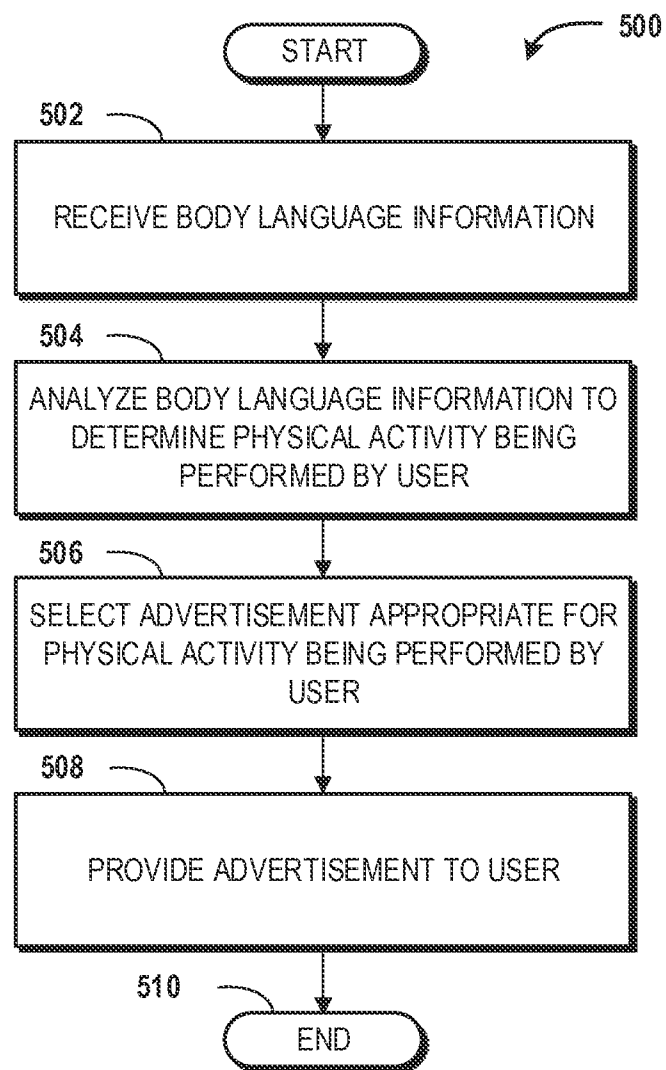 500
START
502
RECEIVE BODY LANGUAGE INFORMATION
504
ANALYZE BODY LANGUAGE INFORMATION TO
DETERMINE PHYSICAL ACTIVITY BEING
PERFORMED BY USER
506
SELECT ADVERTISEMENT APPROPRIATE FOR
PHYSICAL ACTIVITY BEING PERFORMED BY
USER
508
PROVIDE ADVERTISEMENT TO USER
510
END